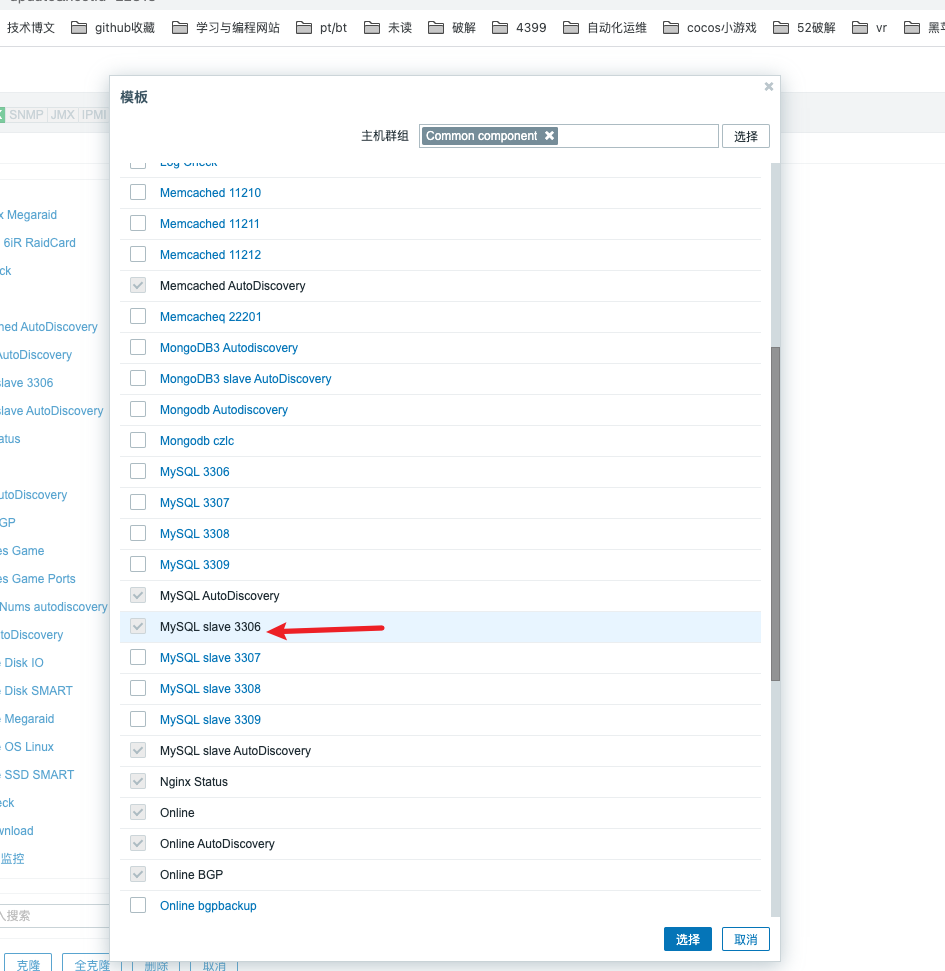 技术博文 github收藏 学习与编程网站 pt/bt 未读 破解 4399 自动化运维 cocos小游戏 52破解 vr
模板
SNMP JMX IPMI
主机群组 Common component 选择
Log Check
Memcached 11210
x Megaraid
Memcached 11211
6iR RaidCard
Memcached 11212
ck
Memcached AutoDiscovery
Memcacheq 22201
ned AutoDiscovery
MongoDB3 Autodiscovery
AutoDiscovery
MongoDB3 slave AutoDiscovery
slave 3306
Mongodb Autodiscovery
slave AutoDiscovery
Mongodb czlc
atus
MySQL 3306
MySQL 3307
utoDiscovery
BGP
MySQL 3308
es Game
MySQL 3309
es Game Ports
MySQL AutoDiscovery
Nums autodiscovery
MySQL slave 3306
toDiscovery
MySQL slave 3307
Disk IO
MySQL slave 3308
Disk SMART
MySQL slave 3309
Megaraid
MySQL slave AutoDiscovery
OS Linux
Nginx Status
SSD SMART
Online
eck
wnload
Online AutoDiscovery
监控
Online BGP
Online bgpbackup
入搜索
选择 取消
克隆 全克隆 删除 取消